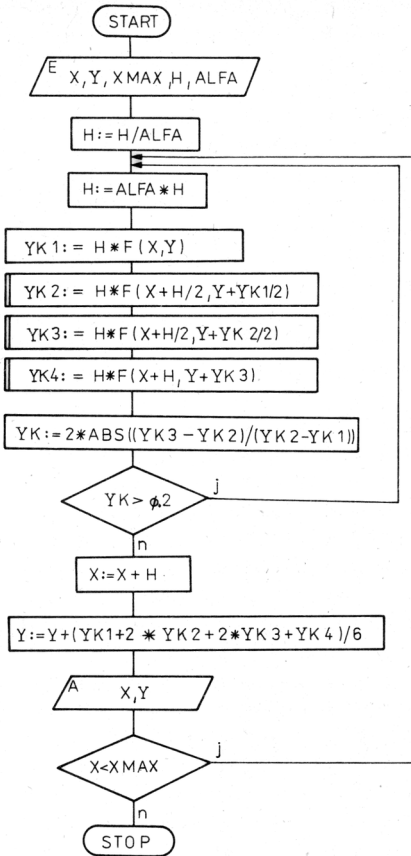 START
E X, Y, XMAX, H, ALFA
H:= H/ALFA
H:= ALFA * H
YK1:= H*F(X,Y)
YK2:= H*F(X+H/2,Y+YK1/2)
YK3:= H*F(X+H/2,Y+YK2/2)
YK4:= H*F(X+H,Y+YK3)
YK:=2*ABS((YK3-YK2)/(YK2-YK1))
YK> ø.2
j
n
X:=X+H
Y:=Y+(YK1+2 * YK2+2*YK3+YK4)/6
A X,Y
X<XMAX
j
n
STOP